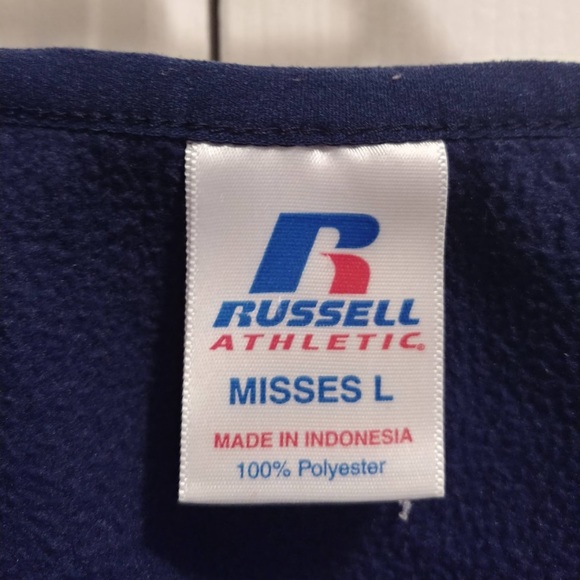 R
RUSSELL
ATHLETIC.
MISSES L
MADE IN INDONESIA
100% Polyester